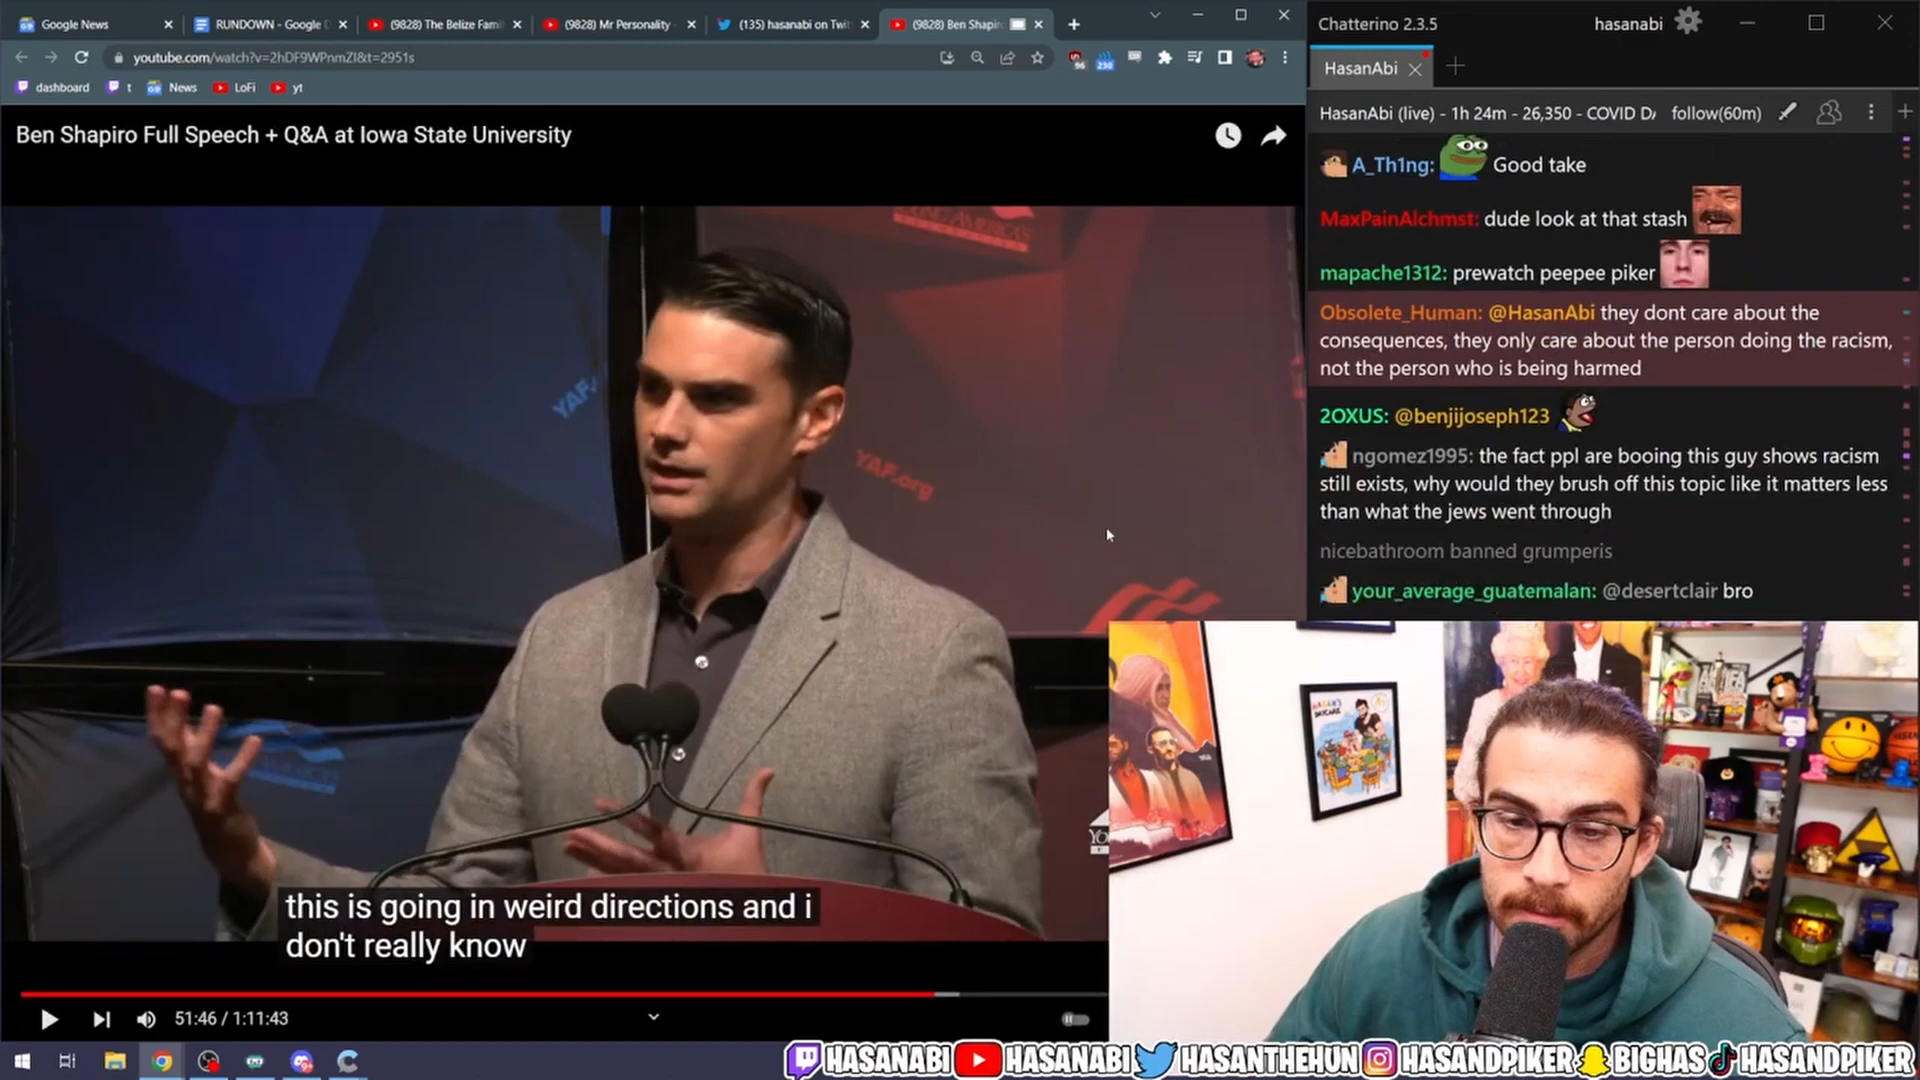 Google News
RUNDOWN - Google D
(9828) The Belize Fami
(9828) Mr Personality -
(135) hasanabi on Twit
(9828) Ben Shapiro
youtube.com/watch?v=2hDF9WPnmZI&t=2951s
96
230
dashboard
t
News
LoFi
yt
Ben Shapiro Full Speech + Q&A at Iowa State University
YAF.
YAF.org
this is going in weird directions and i
don't really know
51:46 / 1:11:43
Chatterino 2.3.5
hasanabi
HasanAbi
HasanAbi (live) - 1h 24m - 26,350 - COVID D
follow(60m)
A_Th1ng: Good take
MaxPainAlchmst: dude look at that stash
mapache1312: prewatch peepee piker
Obsolete_Human: @HasanAbi they dont care about the
consequences, they only care about the person doing the racism,
not the person who is being harmed
2OXUS: @benjijoseph123
ngomez1995: the fact ppl are booing this guy shows racism
still exists, why would they brush off this topic like it matters less
than what the jews went through
nicebathroom banned grumperis
your_average_guatemalan: @desertclair bro
HASANABI
HASANABI
HASANTHEHUN
HASANDPIKER
BIGHAS
HASANDPIKER